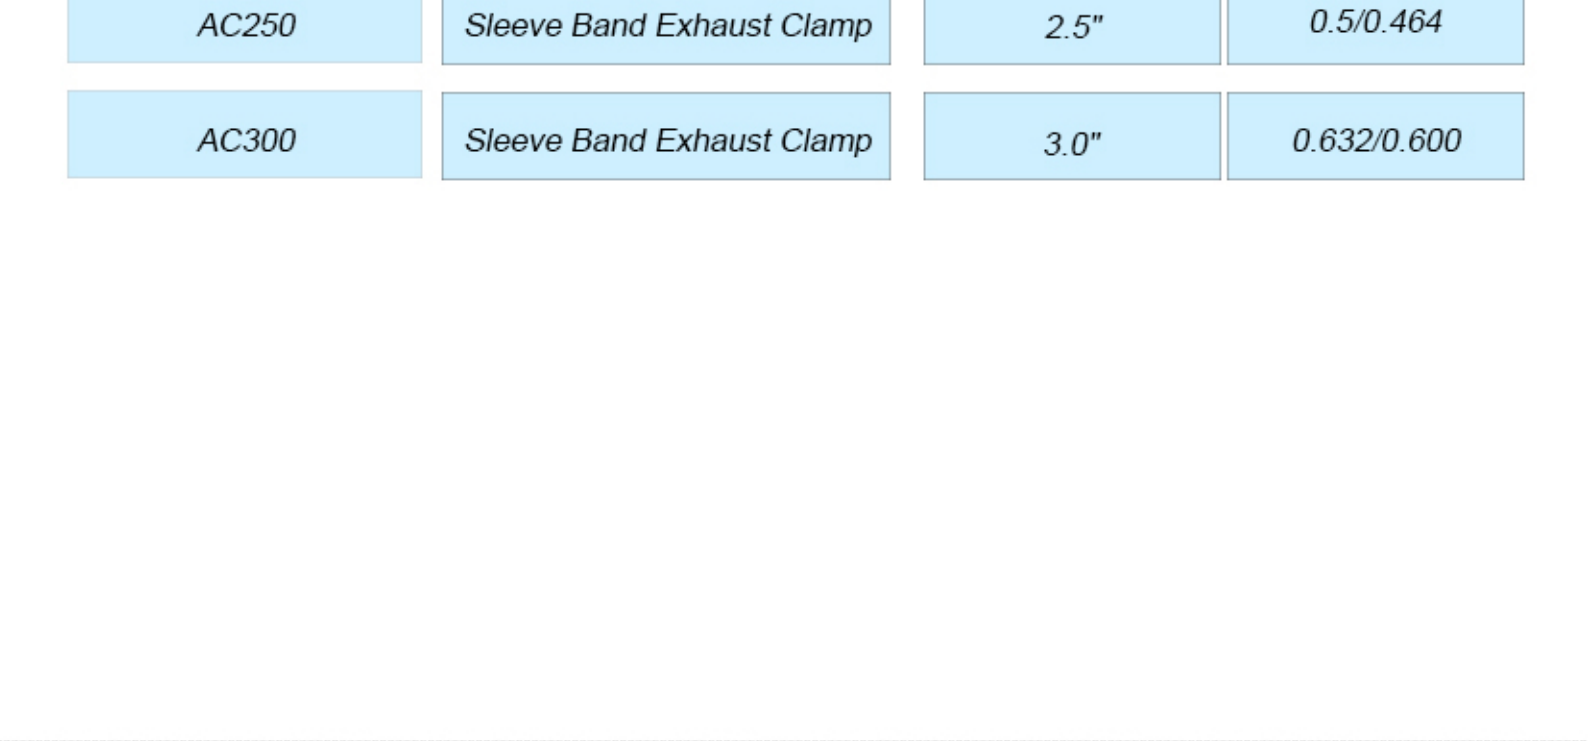 AC250 Sleeve Band Exhaust Clamp 2.5" 0.5/0.464
AC300 Sleeve Band Exhaust Clamp 3.0" 0.632/0.600